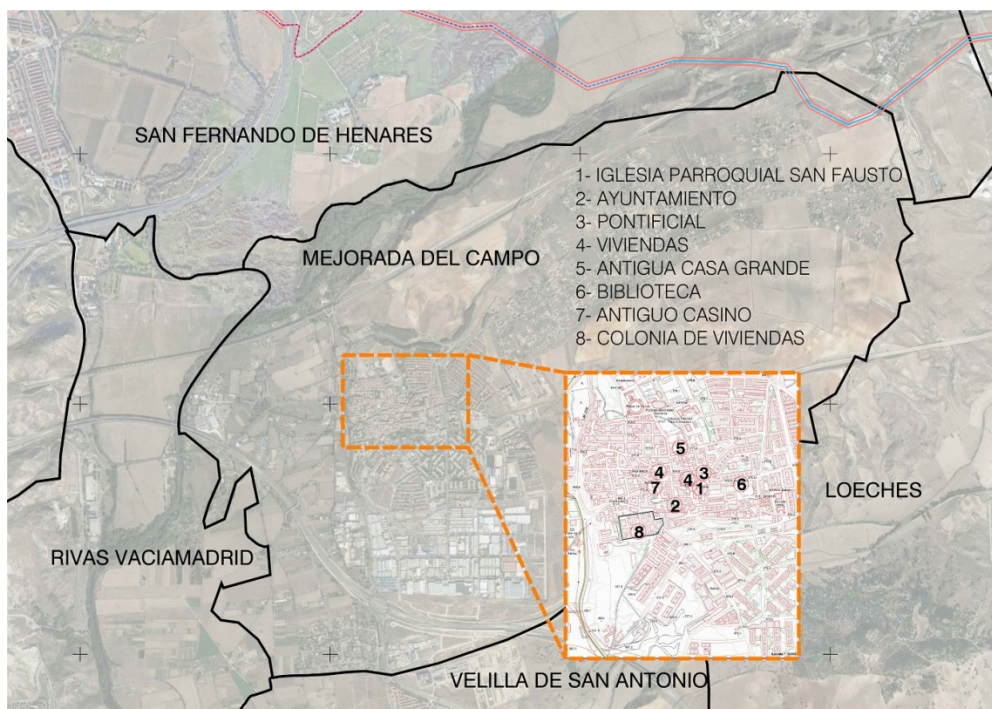 SAN FERNANDO DE HENARES
1- IGLESIA PARROQUIAL SAN FAUSTO
2- AYUNTAMIENTO
3- PONTIFICIAL
4- VIVIENDAS
5- ANTIGUA CASA GRANDE
6- BIBLIOTECA
7- ANTIGUO CASINO
8- COLONIA DE VIVIENDAS
MEJORADA DEL CAMPO
5
4
4 3
7
1
6
2
8
LOECHES
RIVAS VACIAMADRID
VELILLA DE SAN ANTONIO